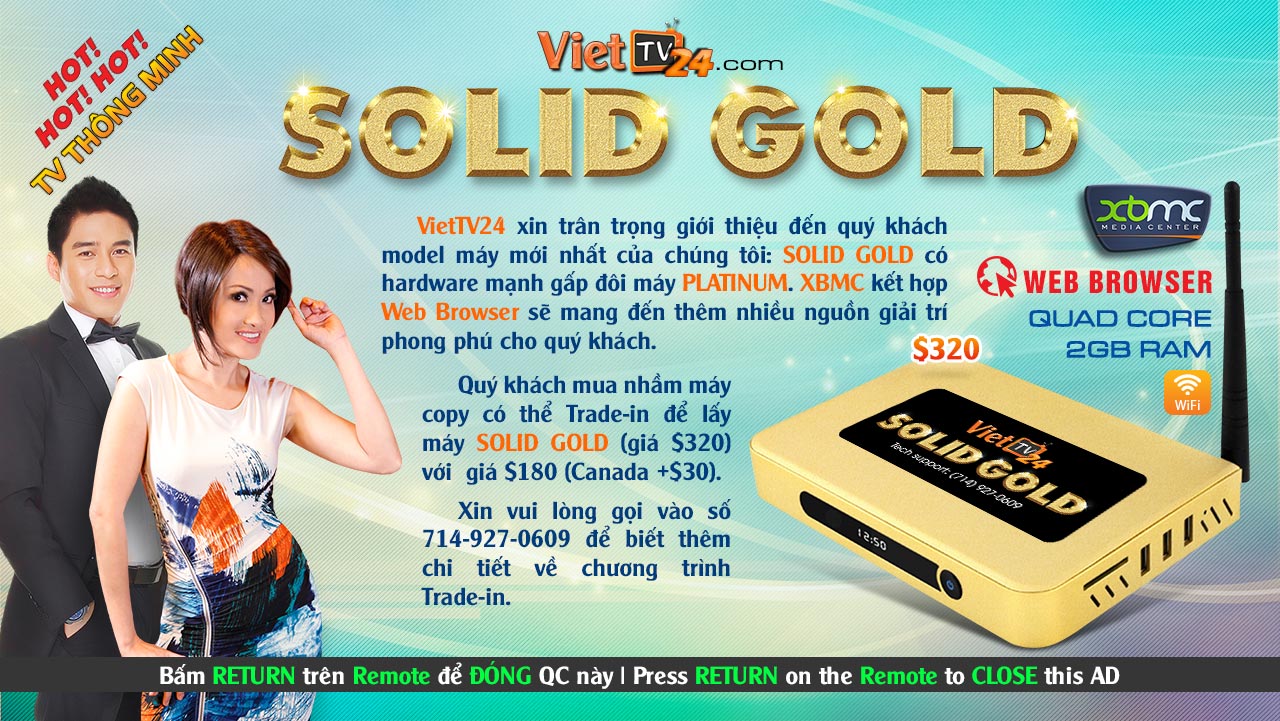 HOT!
HOT! HOT!
TV THÔNG MINH
VietTV24.com
SOLID GOLD
VietTV24 xin trân trọng giới thiệu đến quý khách
model máy mới nhất của chúng tôi: SOLID GOLD có
hardware mạnh gấp đôi máy PLATINUM. XBMC kết hợp
Web Browser sẽ mang đến thêm nhiều nguồn giải trí
phong phú cho quý khách.
Quý khách mua nhầm máy
copy có thể Trade-in để lấy
máy SOLID GOLD (giá $320)
với giá $180 (Canada +$30).
Xin vui lòng gọi vào số
714-927-0609 để biết thêm
chi tiết về chương trình
Trade-in.
xbmc
MEDIA CENTER
WEB BROWSER
QUAD CORE
2GB RAM
$320
WiFi
VietTV24
SOLID GOLD
Tech support: (714) 927-0609
12:50
Bấm RETURN trên Remote để ĐÓNG QC này | Press RETURN on the Remote to CLOSE this AD